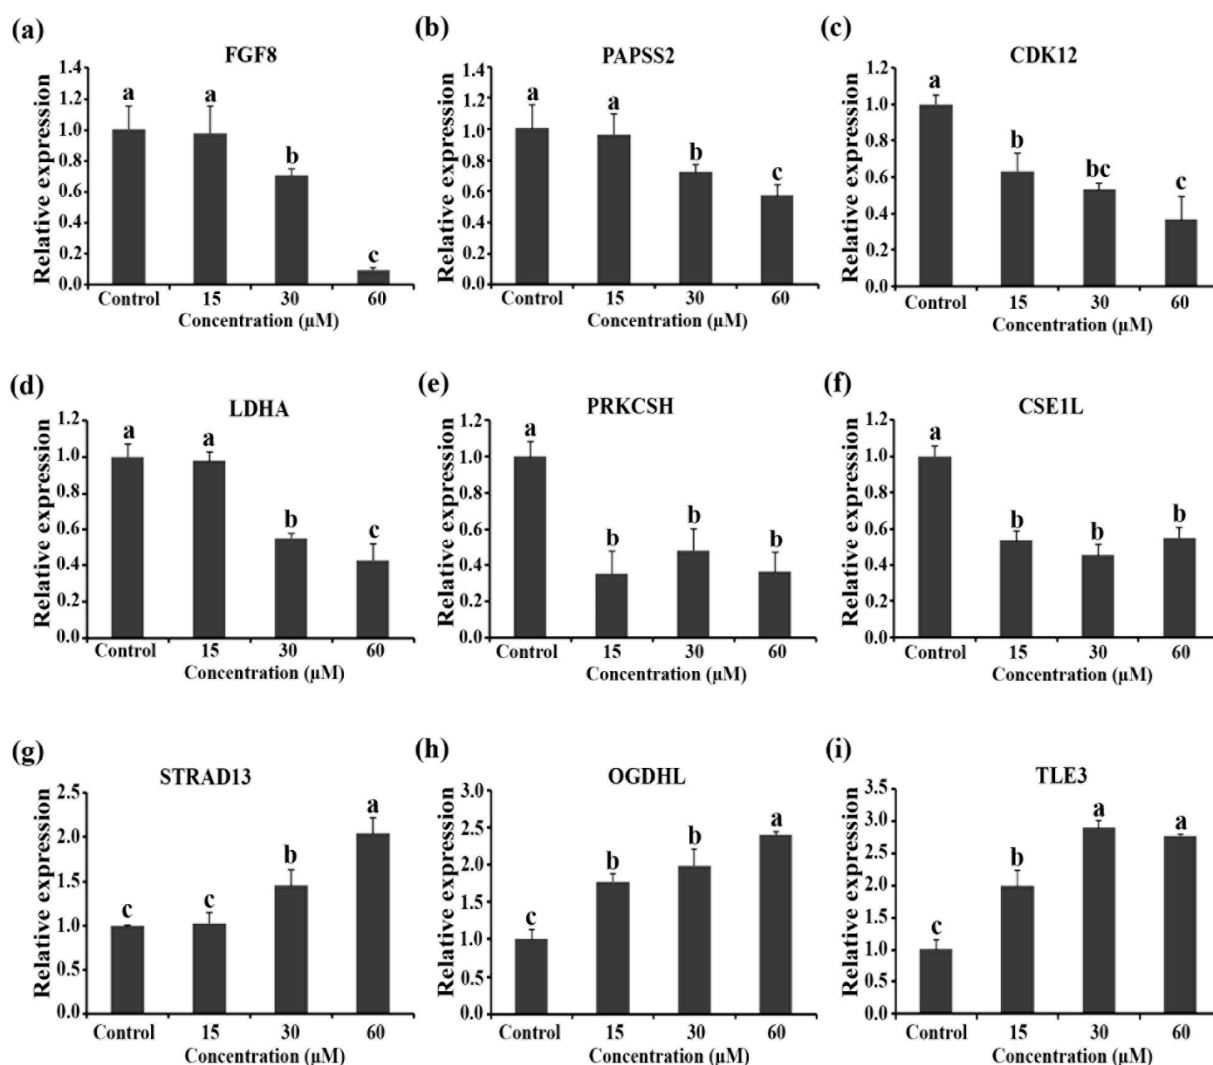 (a)
FGF8
Relative expression
1.4
1.2
1.0
0.8
0.6
0.4
0.2
0.0
a
a
b
c
Control 15 30 60
Concentration (µM)
(b)
PAPSS2
Relative expression
1.4
1.2
1.0
0.8
0.6
0.4
0.2
0.0
a
a
b
c
Control 15 30 60
Concentration (µM)
(c)
CDK12
Relative expression
1.2
1.0
0.8
0.6
0.4
0.2
0.0
a
b
bc
c
Control 15 30 60
Concentration (µM)
(d)
LDHA
Relative expression
1.2
1.0
0.8
0.6
0.4
0.2
0.0
a
a
b
c
Control 15 30 60
Concentration (µM)
(e)
PRKCSH
Relative expression
1.2
1.0
0.8
0.6
0.4
0.2
0.0
a
b
b
b
Control 15 30 60
Concentration (µM)
(f)
CSE1L
Relative expression
1.2
1.0
0.8
0.6
0.4
0.2
0.0
a
b
b
b
Control 15 30 60
Concentration (µM)
(g)
STRAD13
Relative expression
2.5
2.0
1.5
1.0
0.5
0.0
c
c
b
a
Control 15 30 60
Concentration (µM)
(h)
OGDHL
Relative expression
3.0
2.5
2.0
1.5
1.0
0.5
0.0
c
b
b
a
Control 15 30 60
Concentration (µM)
(i)
TLE3
Relative expression
3.5
3.0
2.5
2.0
1.5
1.0
0.5
0.0
c
b
a
a
Control 15 30 60
Concentration (µM)